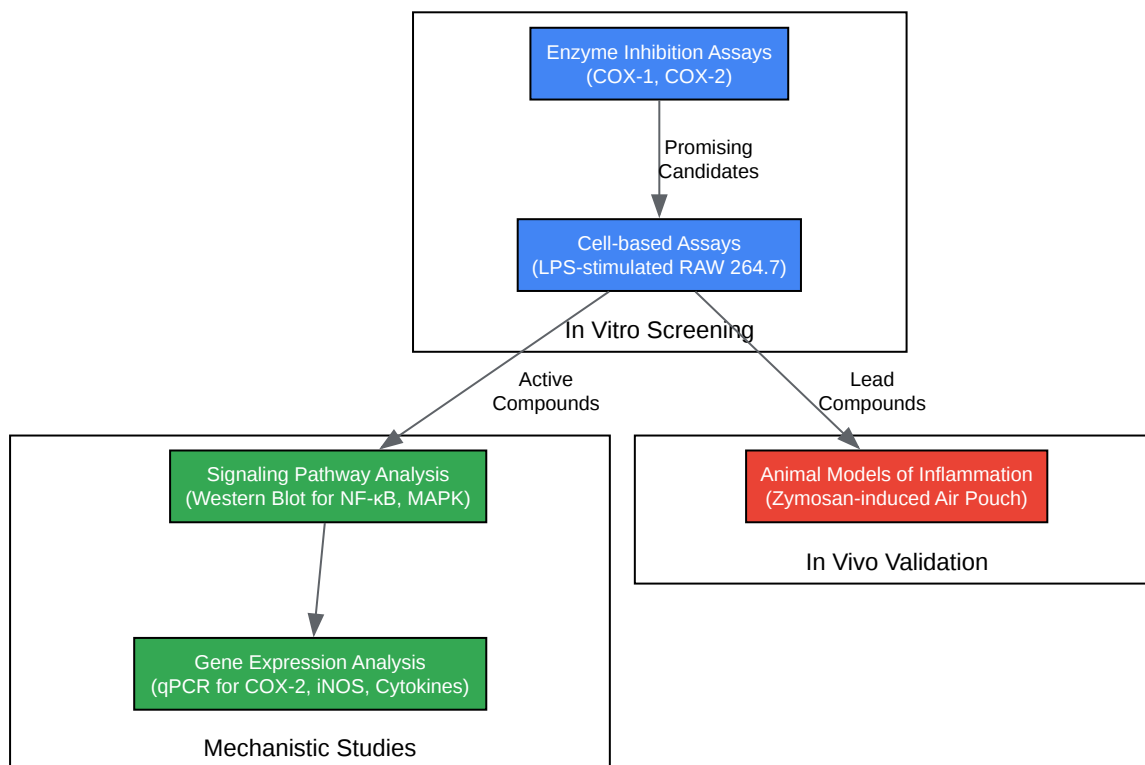 Enzyme Inhibition Assays
(COX-1, COX-2)
Promising
Candidates
Cell-based Assays
(LPS-stimulated RAW 264.7)
In Vitro Screening
Active
Compounds
Lead
Compounds
Signaling Pathway Analysis
(Western Blot for NF-κB, MAPK)
Animal Models of Inflammation
(Zymosan-induced Air Pouch)
In Vivo Validation
Gene Expression Analysis
(qPCR for COX-2, iNOS, Cytokines)
Mechanistic Studies